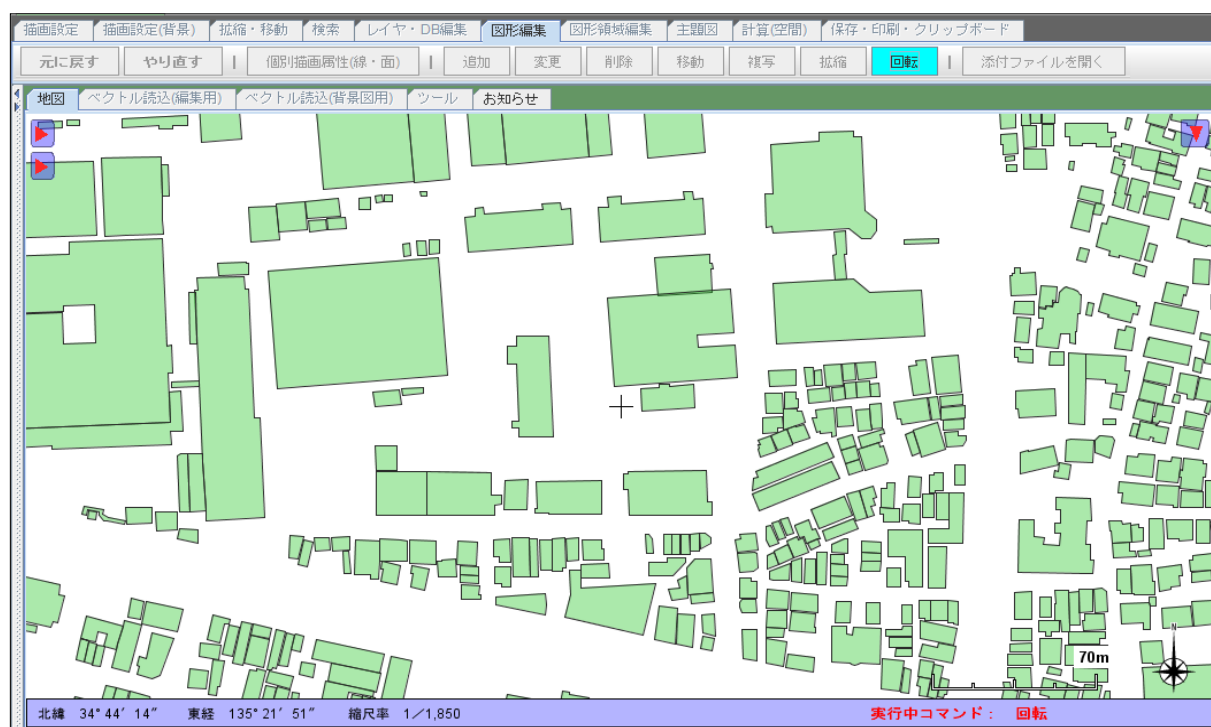 描画設定 描画設定(背景) 拡縮・移動 検索 レイヤ・DB編集 図形編集 図形領域編集 主題図 計算(空間) 保存・印刷・クリップボード
元に戻す やり直す | 個別描画属性(線・面) | 追加 変更 削除 移動 複写 拡縮 回転 | 添付ファイルを開く
地図 ベクトル読込(編集用) ベクトル読込(背景図用) ツール お知らせ
N
70m
北緯 34°44′14″ 東経 135°21′51″ 縮尺率 1/1,850 実行中コマンド： 回転